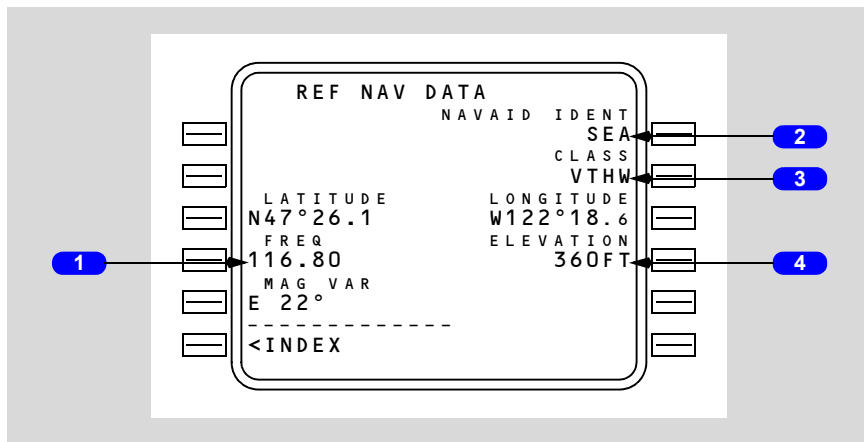 REF NAV DATA
NAVAID IDENT
SEA
2
CLASS
VTHW
3
LATITUDE LONGITUDE
N47°26.1 W122°18.6
FREQ ELEVATION
1 116.80 360FT 4
MAG VAR
E 22°
--------------
<INDEX